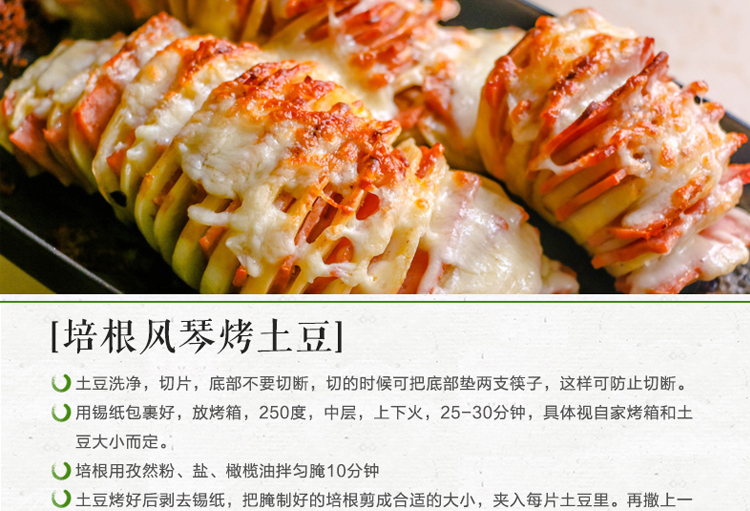 [培根风琴烤土豆]
土豆洗净，切片，底部不要切断，切的时候可把底部垫两支筷子，这样可防止切断。
用锡纸包裹好，放烤箱，250度，中层，上下火，25-30分钟，具体视自家烤箱和土
豆大小而定。
培根用孜然粉、盐、橄榄油拌匀腌10分钟
土豆烤好后剥去锡纸，把腌制好的培根剪成合适的大小，夹入每片土豆里。再撒上一